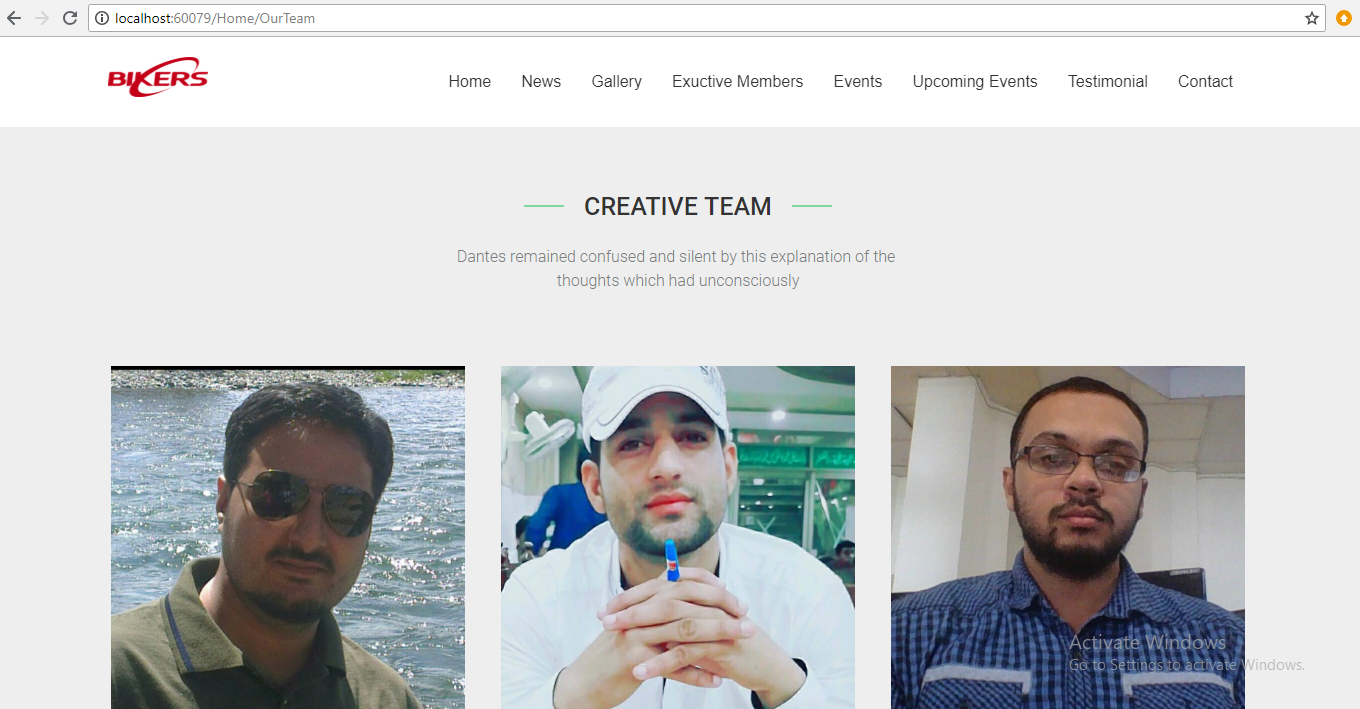 localhost:60079/Home/OurTeam
BIKERS
Home News Gallery Exuctive Members Events Upcoming Events Testimonial Contact
CREATIVE TEAM
Dantes remained confused and silent by this explanation of the
thoughts which had unconsciously
Activate Windows
Go to Settings to activate Windows.